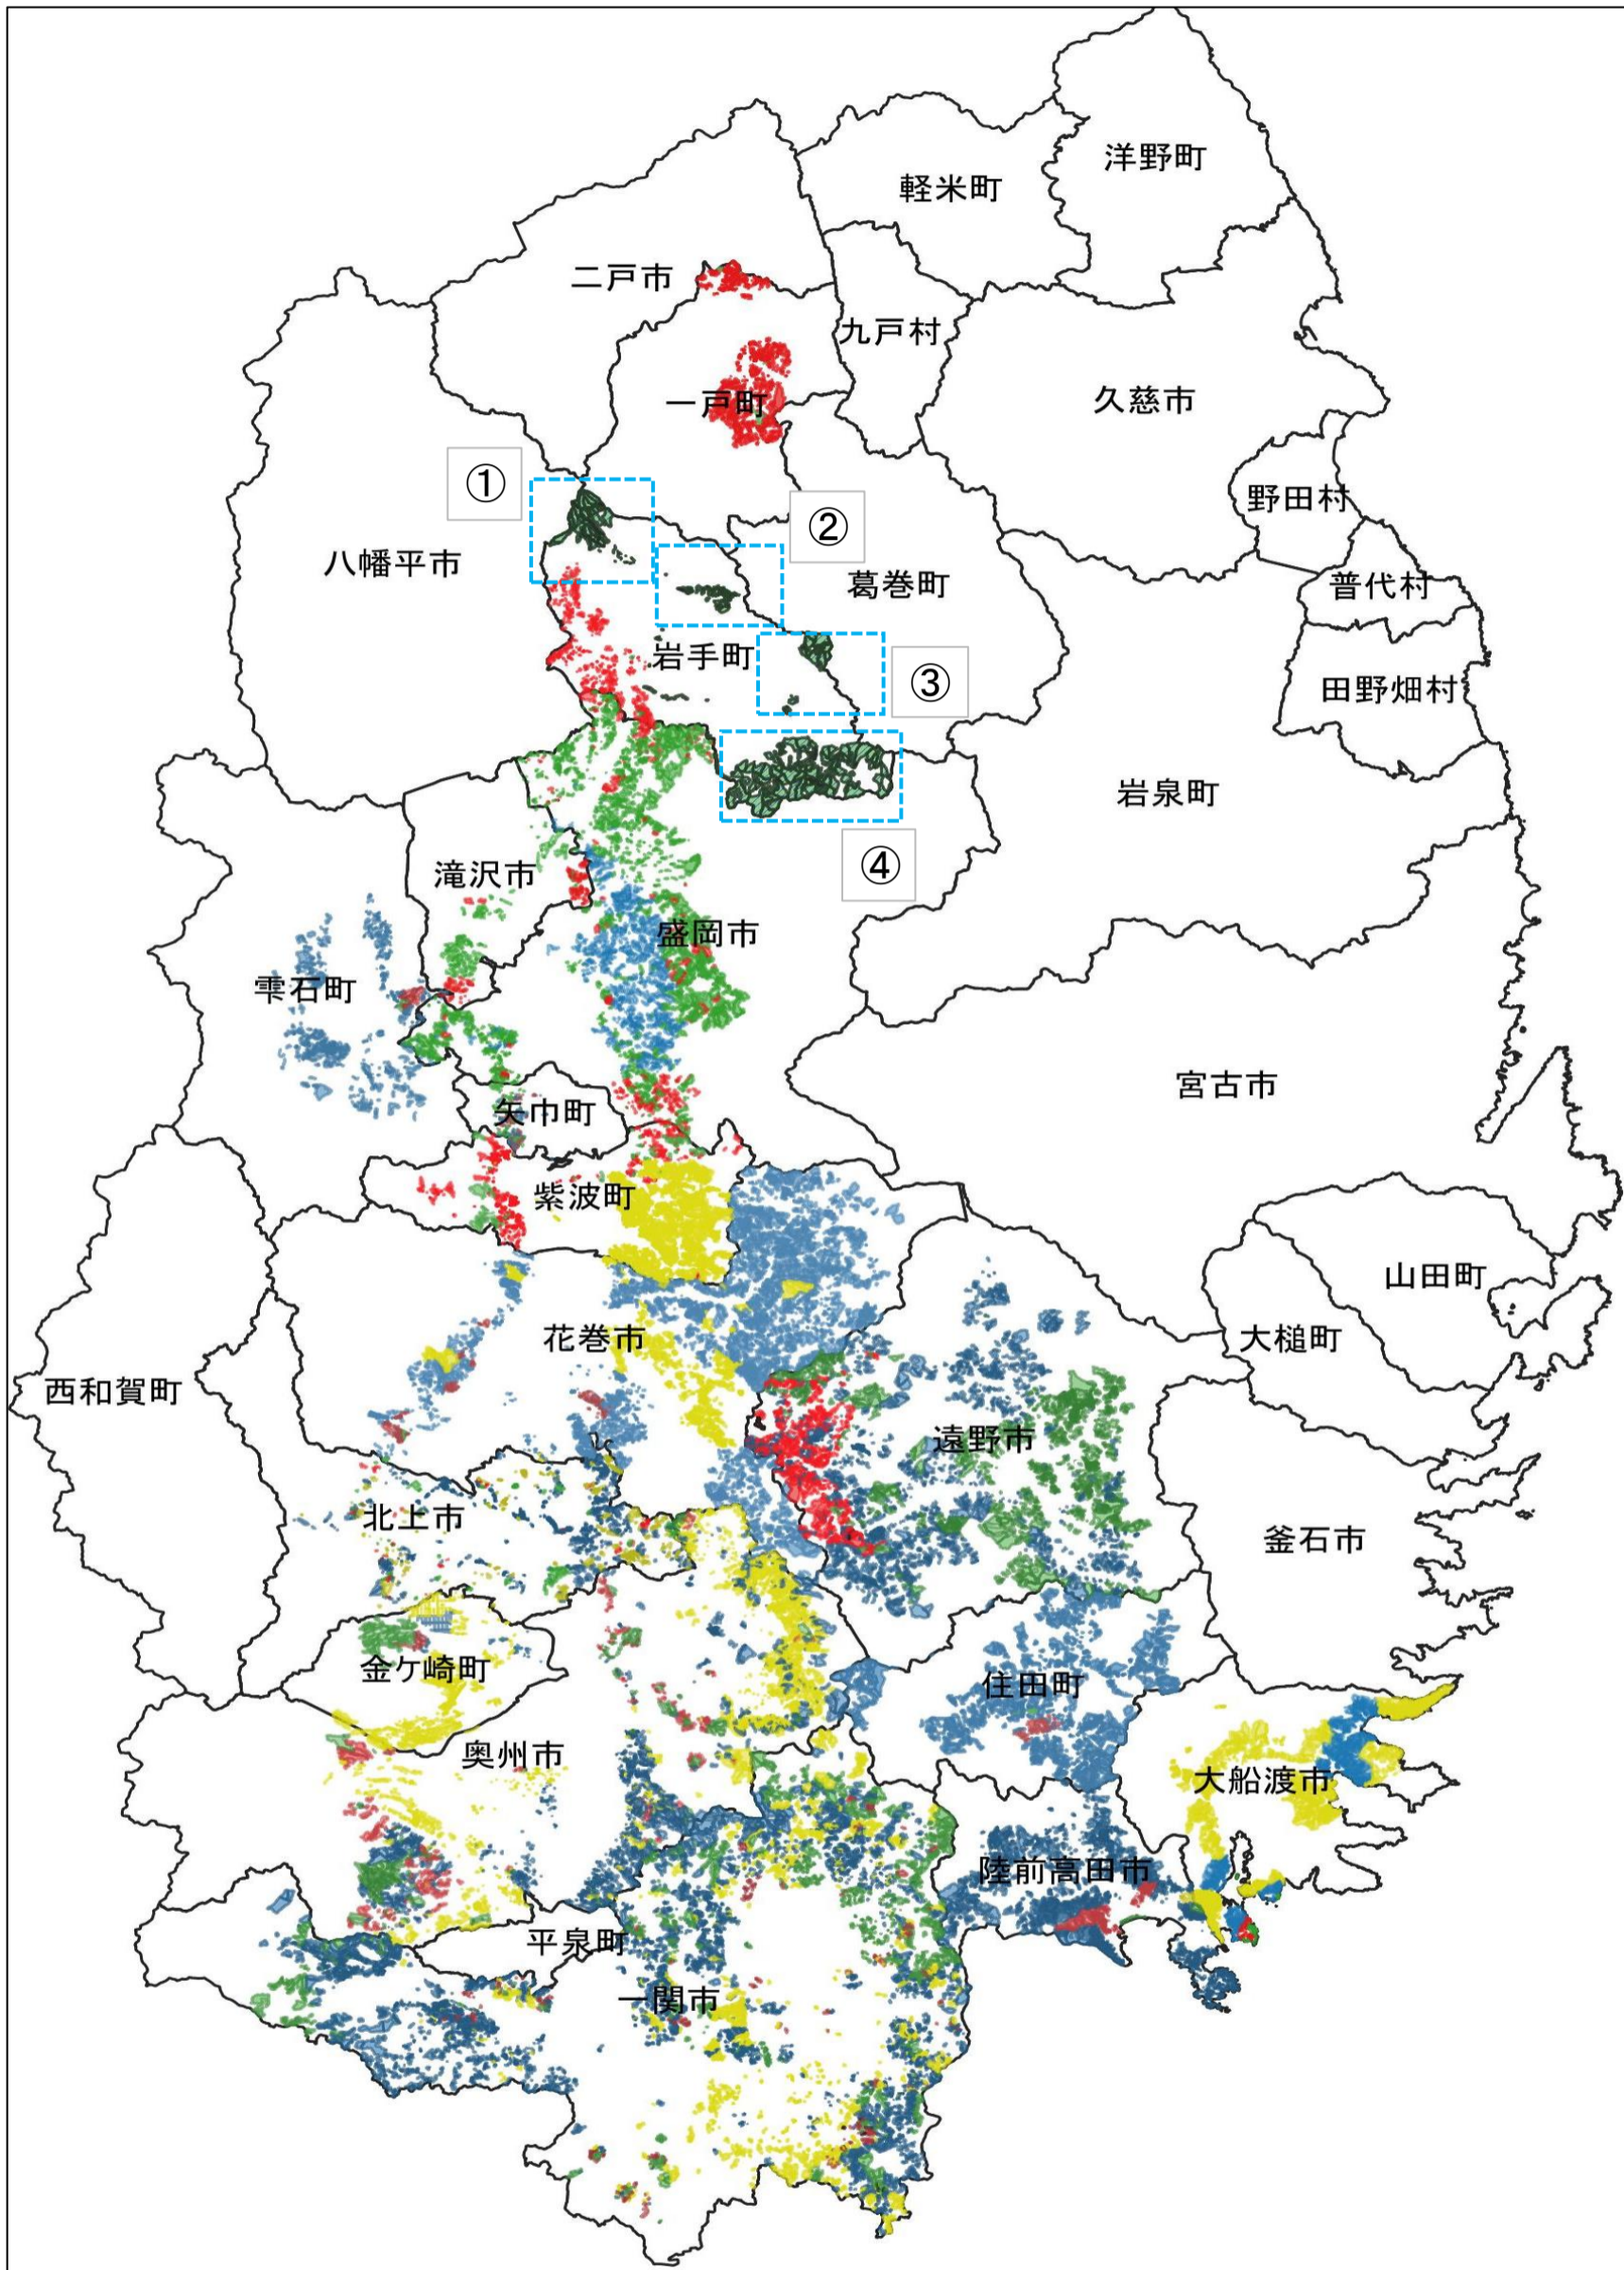 洋野町
軽米町
二戸市
九戸村
一戸町
久慈市
①
野田村
②
八幡平市
葛巻町
普代村
岩手町
③
田野畑村
岩泉町
④
滝沢市
盛岡市
雫石町
宮古市
矢巾町
紫波町
山田町
花巻市
大槌町
西和賀町
遠野市
北上市
釜石市
金ケ崎町
住田町
奥州市
大船渡市
陸前高田市
平泉町
一関市